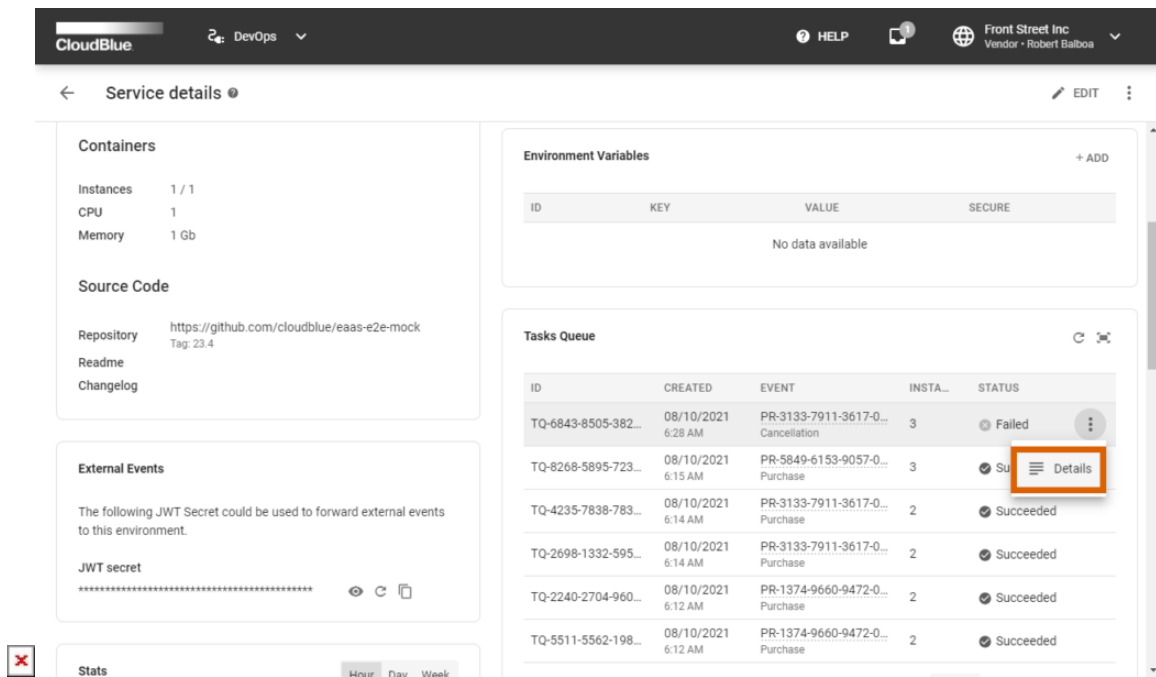 CloudBlue
DevOps
HELP
1
Front Street Inc
Vendor • Robert Balboa
Service details
EDIT
Containers
Instances 1 / 1
CPU 1
Memory 1 Gb
Source Code
Repository https://github.com/cloudblue/eaas-e2e-mock
Tag: 23.4
Readme
Changelog
External Events
The following JWT Secret could be used to forward external events
to this environment.
JWT secret
*********************************************
Stats
Hour Day Week
Environment Variables
+ ADD
ID KEY VALUE SECURE
No data available
Tasks Queue
ID CREATED EVENT INSTA... STATUS
TQ-6843-8505-382... 08/10/2021 PR-3133-7911-3617-0... 3 Failed
6:28 AM Cancellation
TQ-8268-5895-723... 08/10/2021 PR-5849-6153-9057-0... 3 Su
6:15 AM Purchase
Details
TQ-4235-7838-783... 08/10/2021 PR-3133-7911-3617-0... 2 Succeeded
6:14 AM Purchase
TQ-2698-1332-595... 08/10/2021 PR-3133-7911-3617-0... 2 Succeeded
6:14 AM Purchase
TQ-2240-2704-960... 08/10/2021 PR-1374-9660-9472-0... 2 Succeeded
6:12 AM Purchase
TQ-5511-5562-198... 08/10/2021 PR-1374-9660-9472-0... 2 Succeeded
6:12 AM Purchase